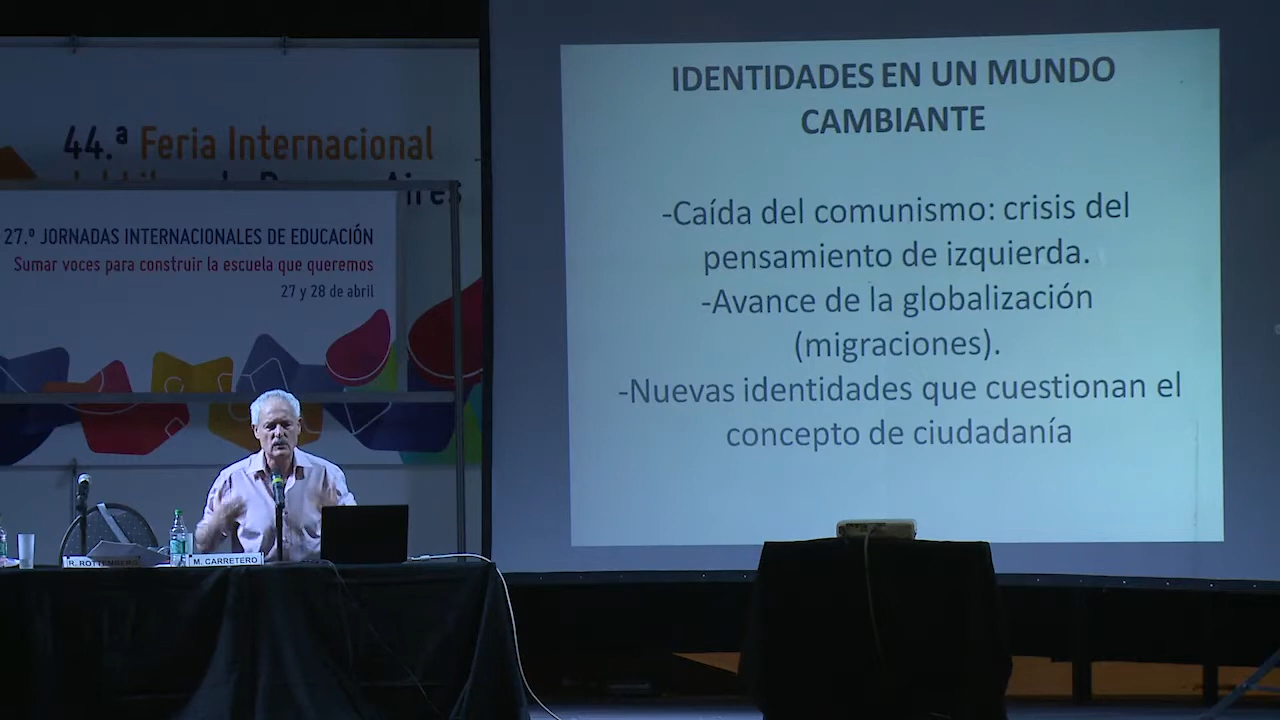 44.ª Feria Internacional
27.º JORNADAS INTERNACIONALES DE EDUCACIÓN
Sumar voces para construir la escuela que queremos
27 y 28 de abril
R. ROTTEMBERG
M. CARRETERO
IDENTIDADES EN UN MUNDO
CAMBIANTE
-Caída del comunismo: crisis del
pensamiento de izquierda.
-Avance de la globalización
(migraciones).
-Nuevas identidades que cuestionan el
concepto de ciudadanía